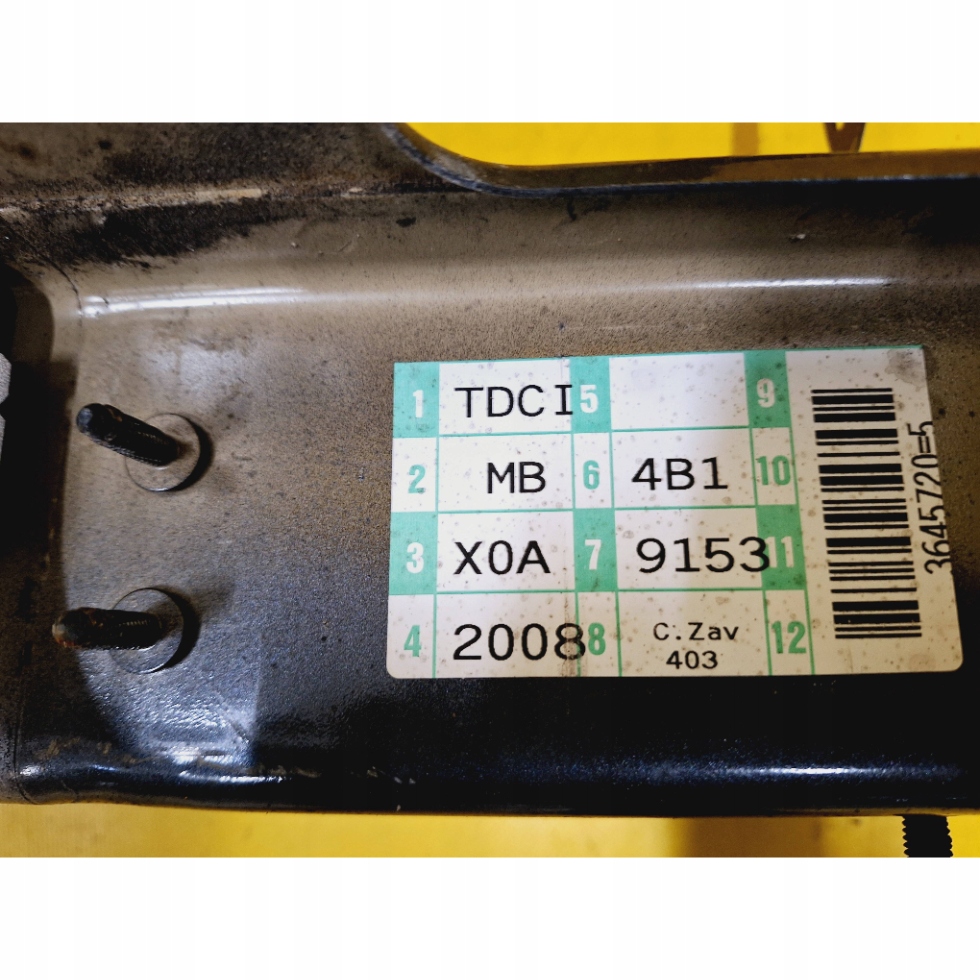 1 TDCI 5 9
2 MB 6 4B1 10
3 X0A 7 9153 11
4 2008 8 C.Zav 403 12
3645720=5